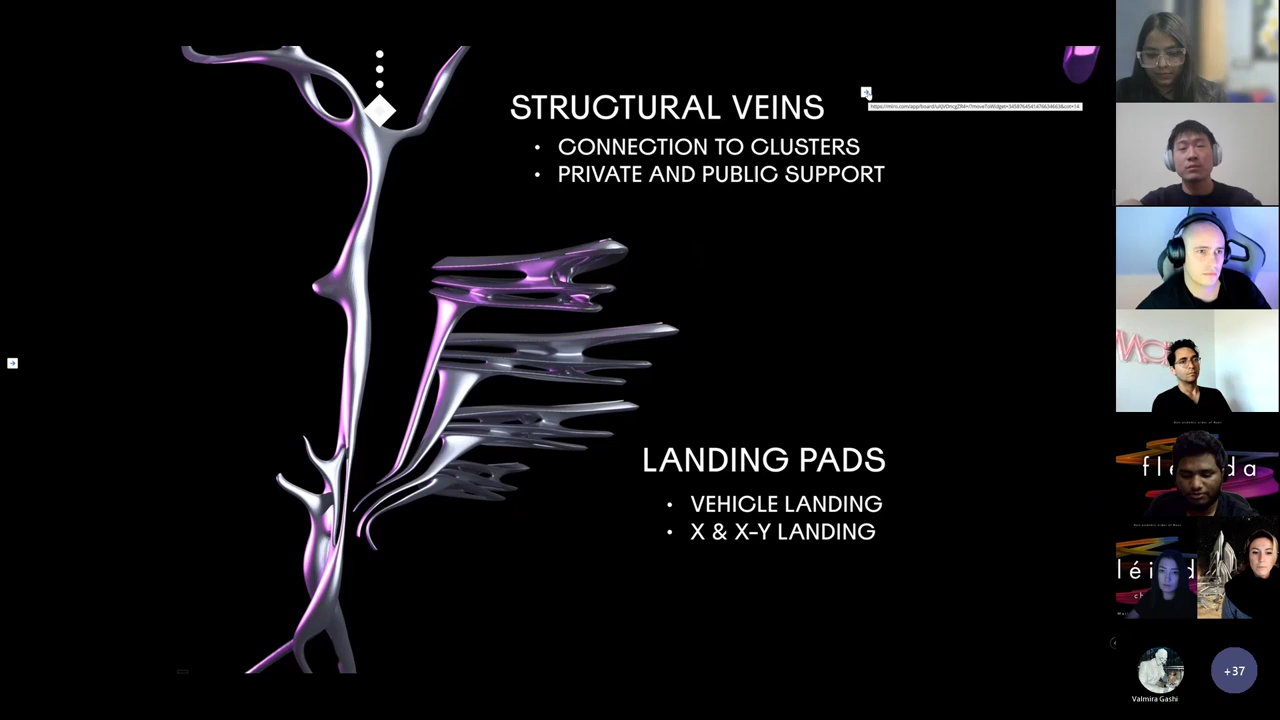 STRUCTURAL VEINS
• CONNECTION TO CLUSTERS
• PRIVATE AND PUBLIC SUPPORT
LANDING PADS
• VEHICLE LANDING
• X & X-Y LANDING
Valmira Gashi
+37